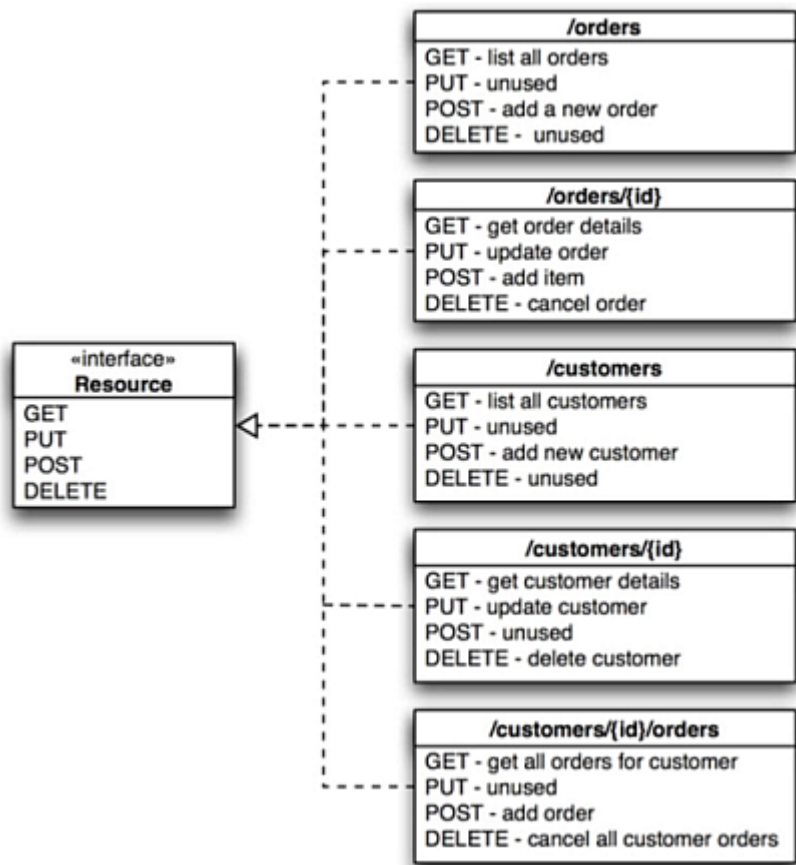 /orders
GET - list all orders
PUT - unused
POST - add a new order
DELETE - unused
/orders/{id}
GET - get order details
PUT - update order
POST - add item
DELETE - cancel order
«interface»
Resource
GET
PUT
POST
DELETE
/customers
GET - list all customers
PUT - unused
POST - add new customer
DELETE - unused
/customers/{id}
GET - get customer details
PUT - update customer
POST - unused
DELETE - delete customer
/customers/{id}/orders
GET - get all orders for customer
PUT - unused
POST - add order
DELETE - cancel all customer orders